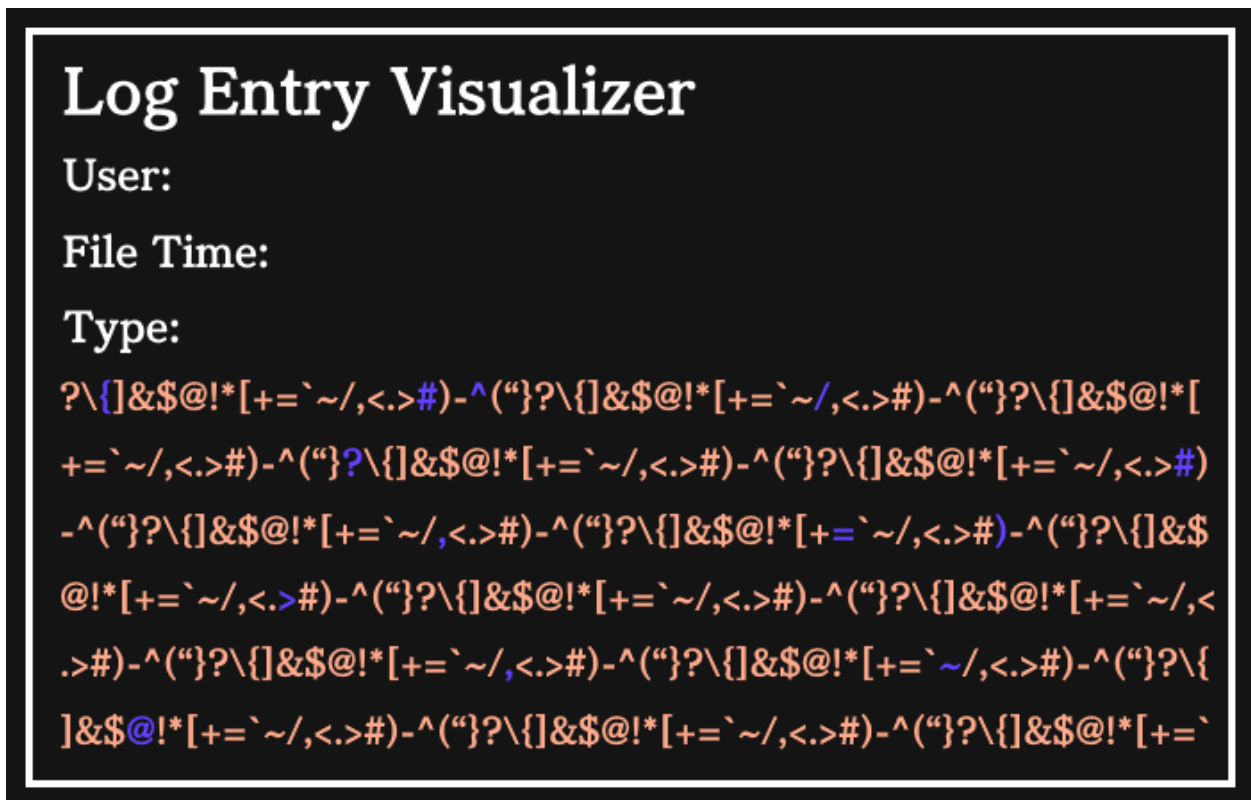 Log Entry Visualizer
User:
File Time:
Type:
?\{]&$@!*[+=`~/,<.>#)-^(“}?\{]&$@!*[+=`~/,<.>#)-^(“}?\{]&$@!*[
+=`~/,<.>#)-^(“}?\{]&$@!*[+=`~/,<.>#)-^(“}?\{]&$@!*[+=`~/,<.>#)
-^(“}?\{]&$@!*[+=`~/,<.>#)-^(“}?\{]&$@!*[+=`~/,<.>#)-^(“}?\{]&$
@!*[+=`~/,<.>#)-^(“}?\{]&$@!*[+=`~/,<.>#)-^(“}?\{]&$@!*[+=`~/,<
.>#)-^(“}?\{]&$@!*[+=`~/,<.>#)-^(“}?\{]&$@!*[+=`~/,<.>#)-^(“}?\{
]&$@!*[+=`~/,<.>#)-^(“}?\{]&$@!*[+=`~/,<.>#)-^(“}?\{]&$@!*[+=`